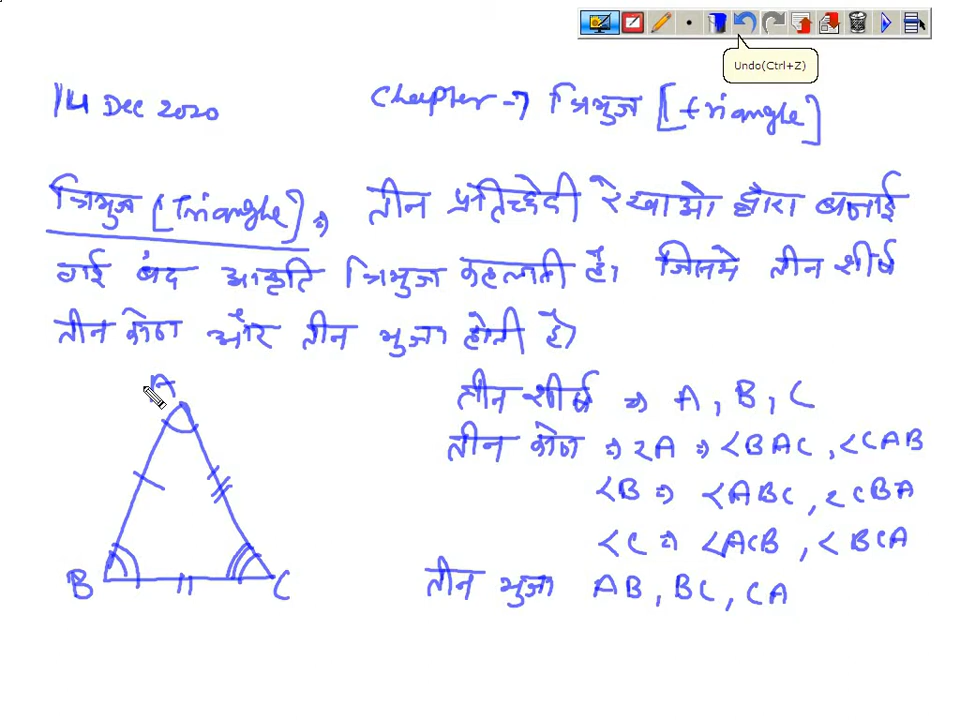 Undo(Ctrl+Z)
14 Dec 2020 Chapter → त्रिभुज [triangle]
त्रिभुज [Triangle] ⇒ तीन प्रतिच्छेदी रेखाओ द्वारा बनाई
गई बंद आकृति त्रिभुज कहलाती है। जिनमे तीन शीर्ष
तीन कोण और तीन भुजा होती है।
A
तीन शीर्ष ⇒ A, B, C
तीन कोण ⇒ ∠A ⇒ ∠BAC, ∠CAB
∠B ⇒ ∠ABC, ∠CBA
∠C ⇒ ∠ACB, ∠BCA
B C
तीन भुजा AB, BC, CA